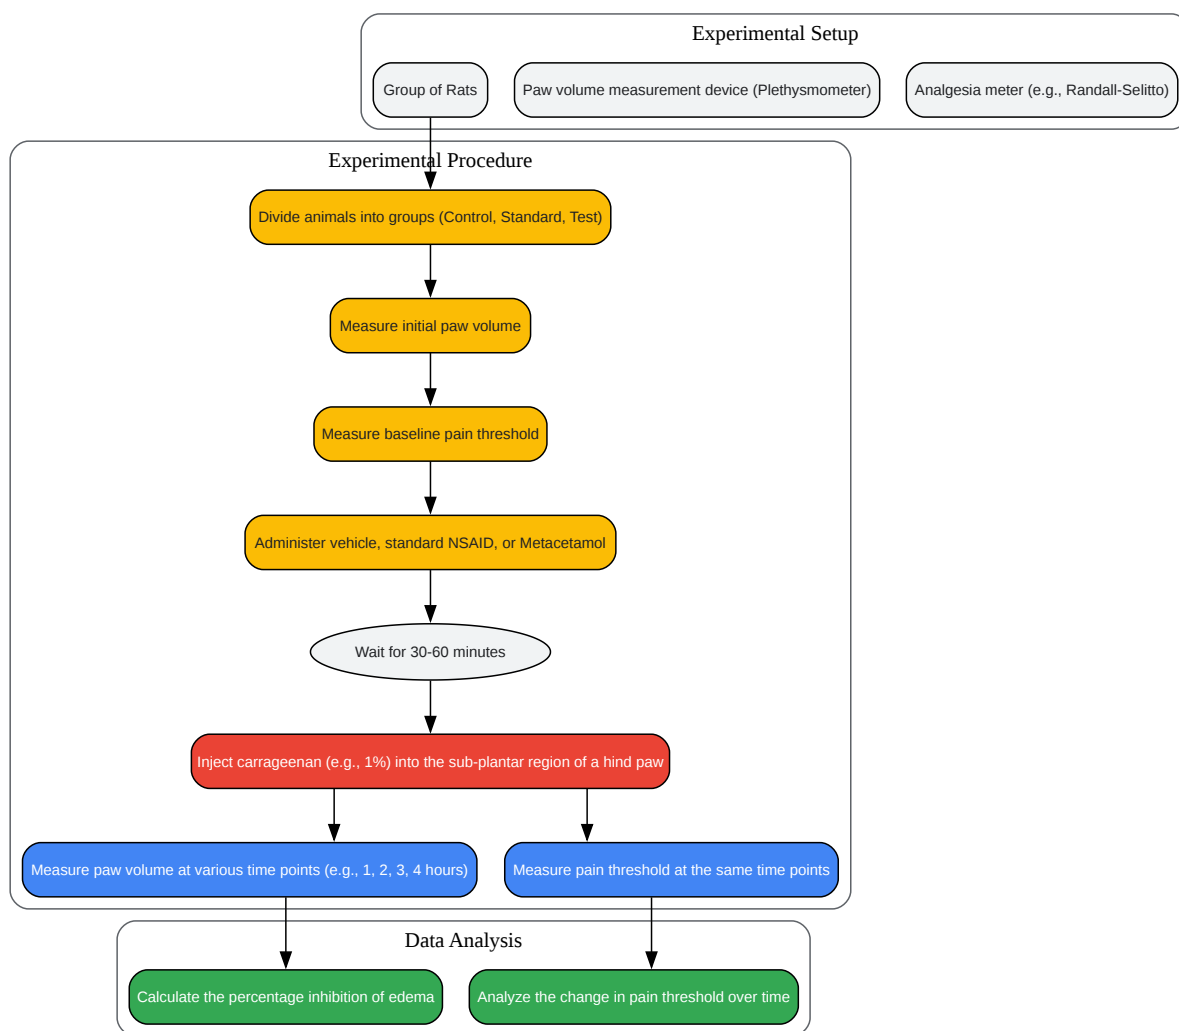 Experimental Setup
Group of Rats
Paw volume measurement device (Plethysmometer)
Analgesia meter (e.g., Randall-Selitto)
Experimental Procedure
Divide animals into groups (Control, Standard, Test)
Measure initial paw volume
Measure baseline pain threshold
Administer vehicle, standard NSAID, or Metacetamol
Wait for 30-60 minutes
Inject carrageenan (e.g., 1%) into the sub-plantar region of a hind paw
Measure paw volume at various time points (e.g., 1, 2, 3, 4 hours)
Measure pain threshold at the same time points
Data Analysis
Calculate the percentage inhibition of edema
Analyze the change in pain threshold over time